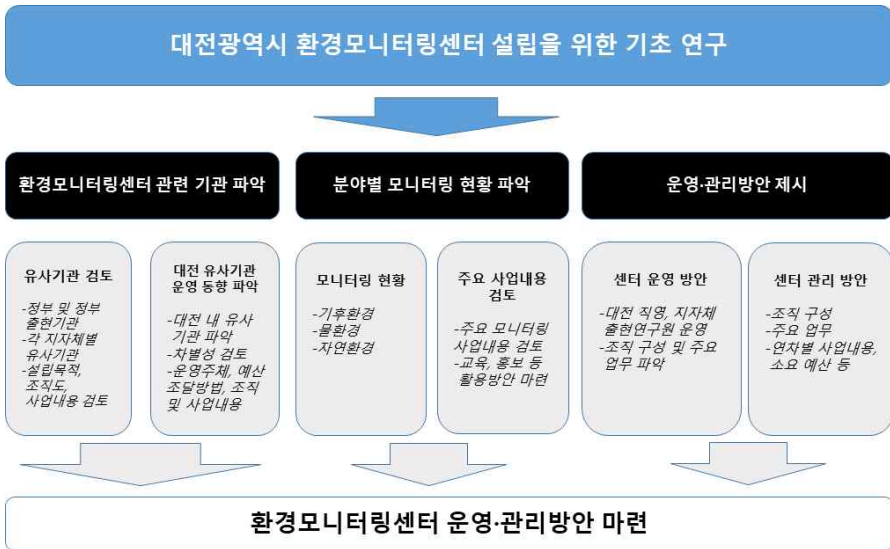 대전광역시 환경모니터링센터 설립을 위한 기초 연구
환경모니터링센터 관련 기관 파악
분야별 모니터링 현황 파악
운영·관리방안 제시
유사기관 검토
-정부 및 정부
출현기관
-각 지자체별
유사기관
-설립목적,
조직도,
사업내용 검토
대전 유사기관
운영 동향 파악
-대전 내 유사
기관 파악
-차별성 검토
-운영주체, 예산
조달방법, 조직
및 사업내용
모니터링 현황
-기후환경
-물환경
-자연환경
주요 사업내용
검토
-주요 모니터링
사업내용 검토
-교육, 홍보 등
활용방안 마련
센터 운영 방안
-대전 직영, 지자체
출현연구원 운영
-조직 구성 및 주요
업무 파악
센터 관리 방안
-조직 구성
-주요 업무
-연차별 사업내용,
소요 예산 등
환경모니터링센터 운영·관리방안 마련